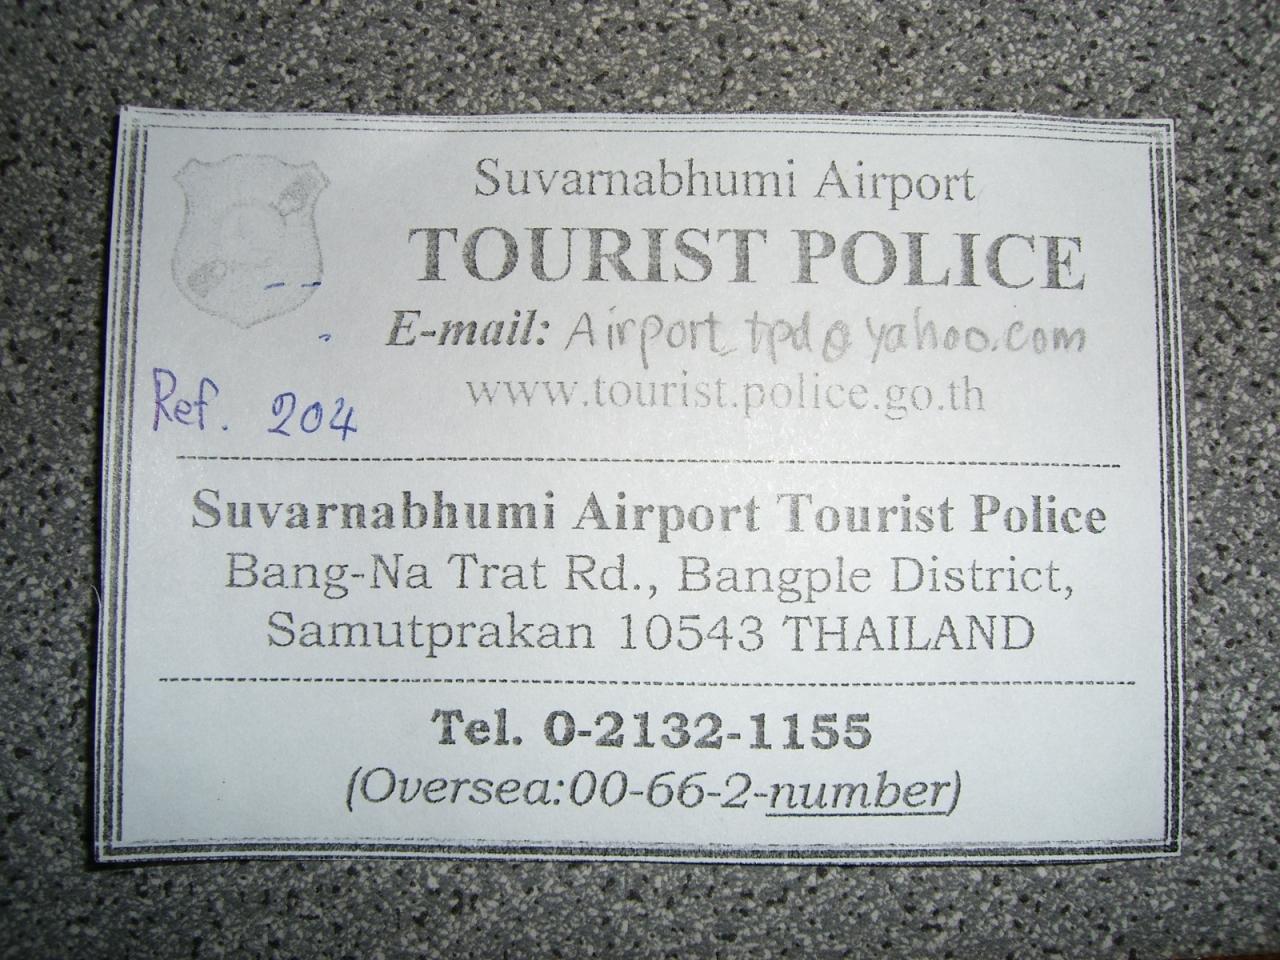 Suvarnabhumi Airport
TOURIST POLICE
E-mail: Airport_tpd@yahoo.com
www.tourist.police.go.th
Ref. 204
Suvarnabhumi Airport Tourist Police
Bang-Na Trat Rd., Bangple District,
Samutprakan 10543 THAILAND
Tel. 0-2132-1155
(Oversea:00-66-2-number)